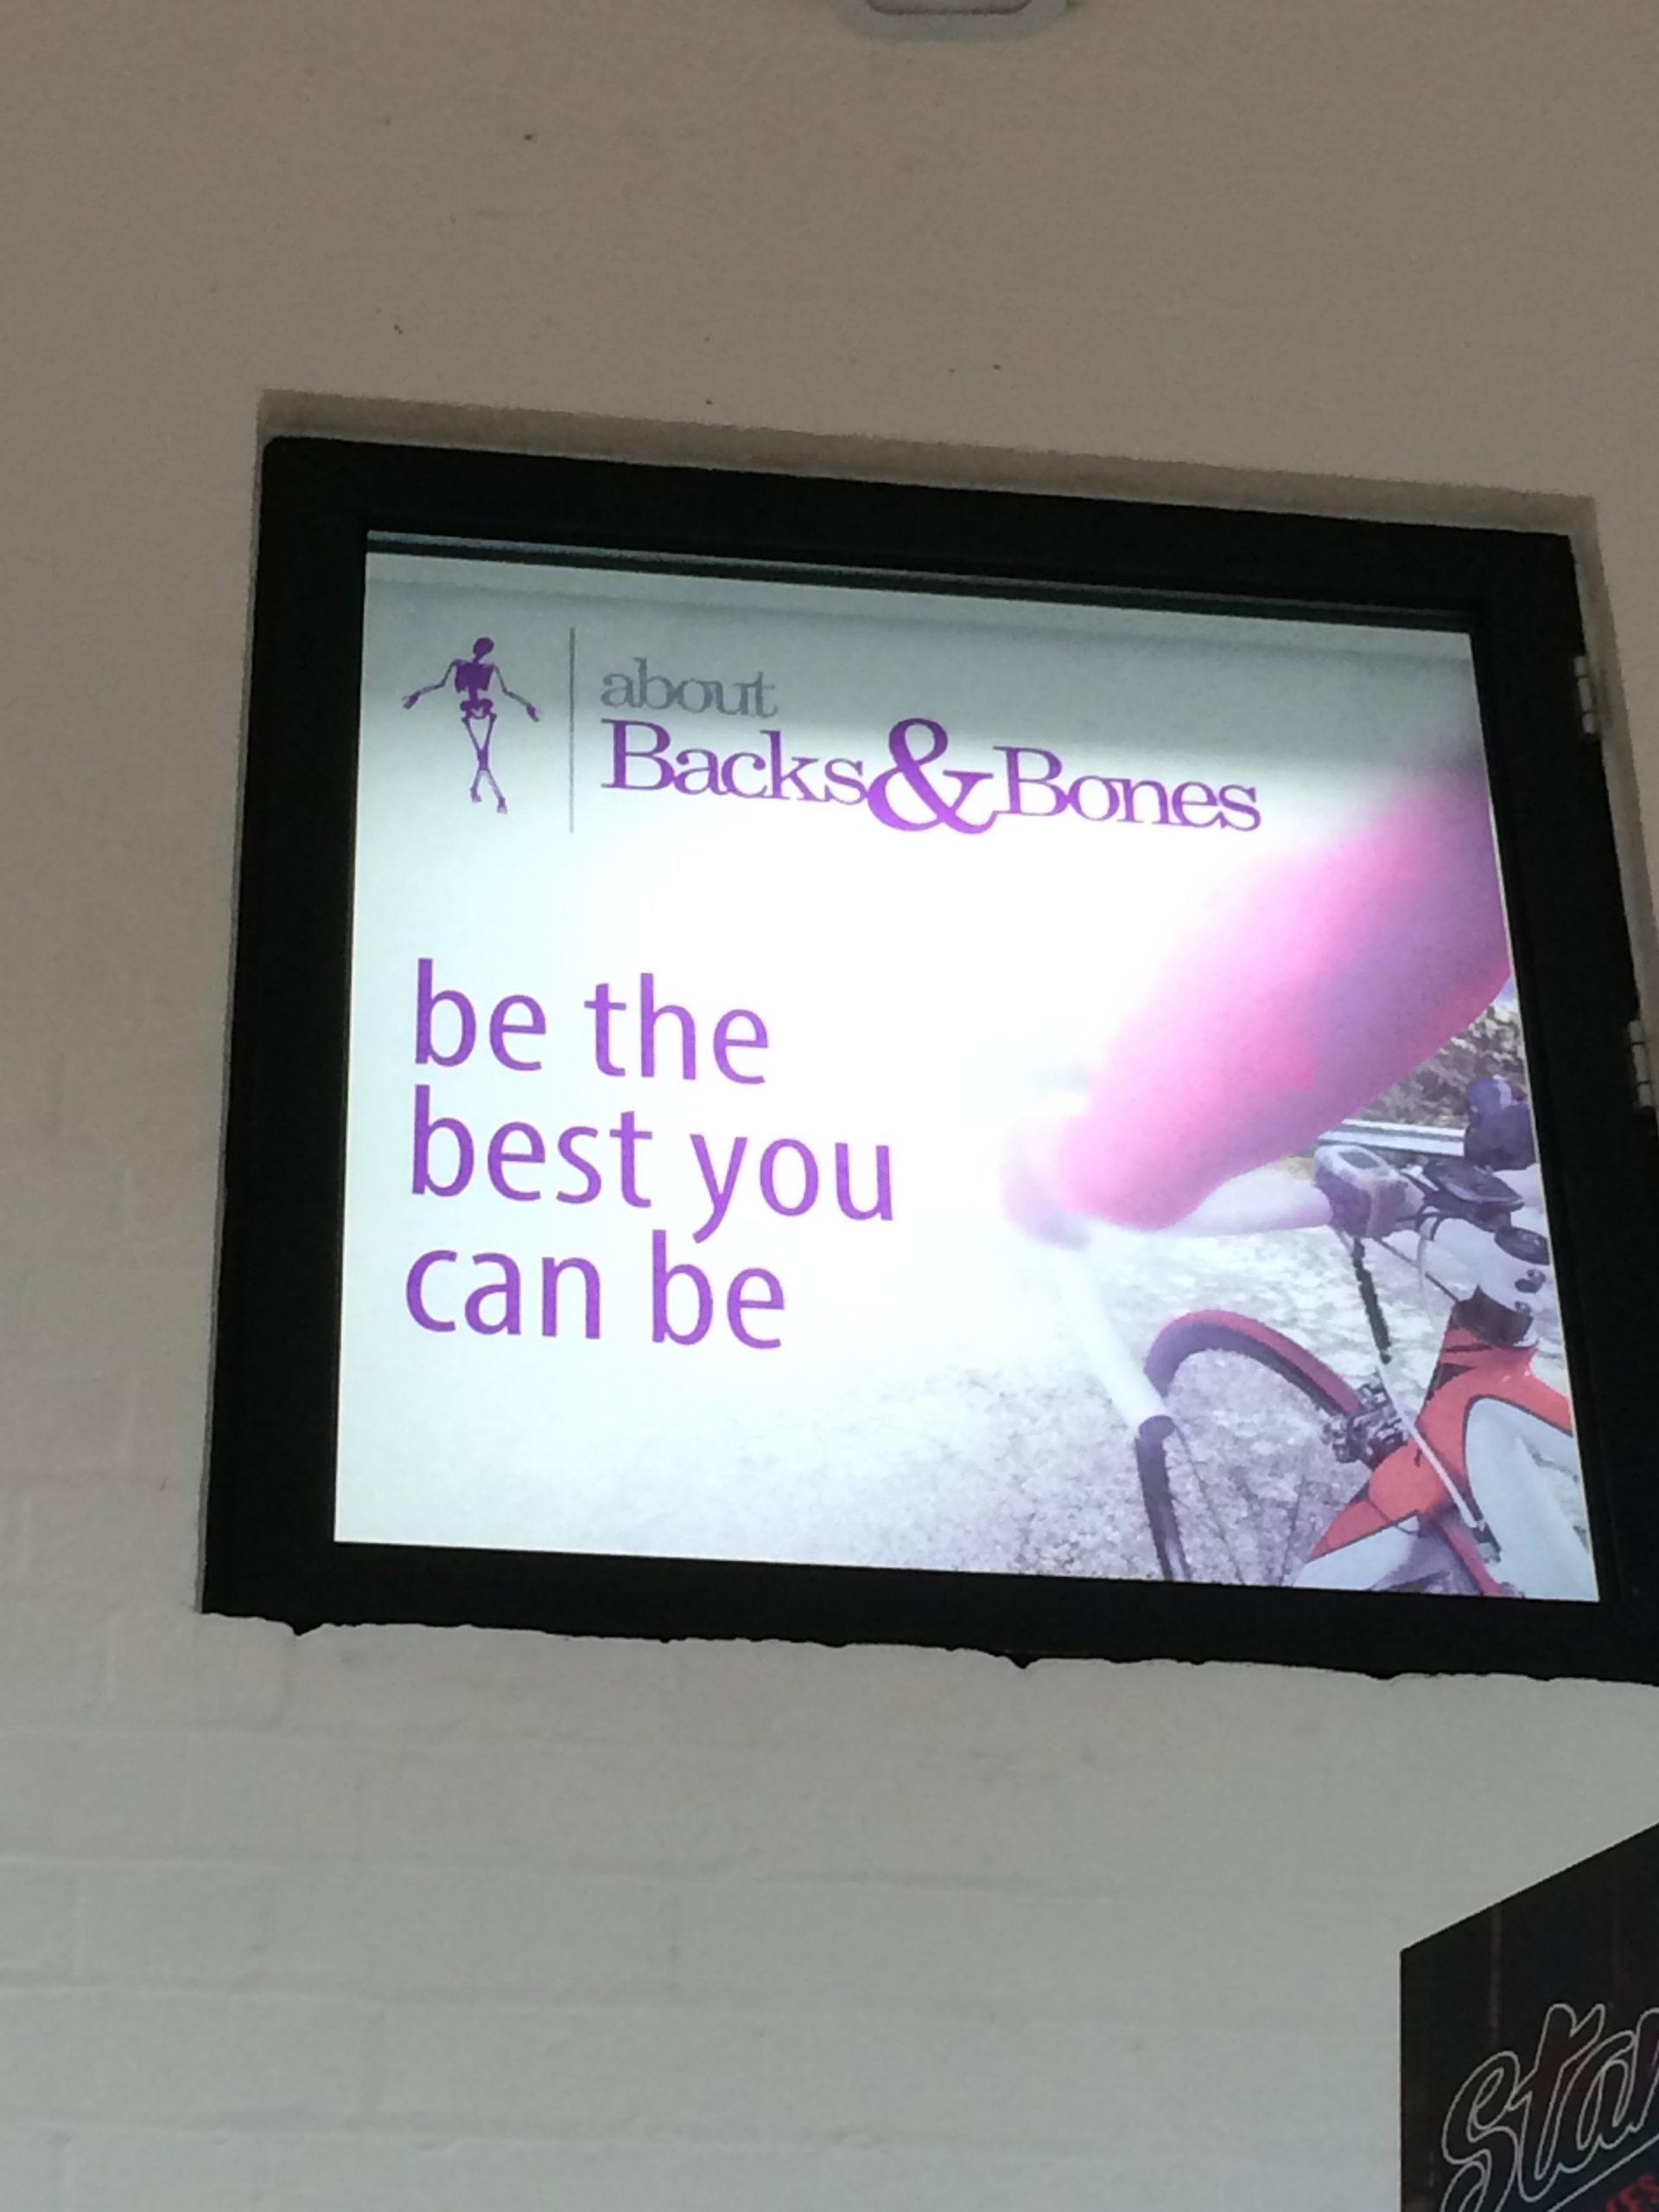 about
Backs&Bones
be the
best you
can be